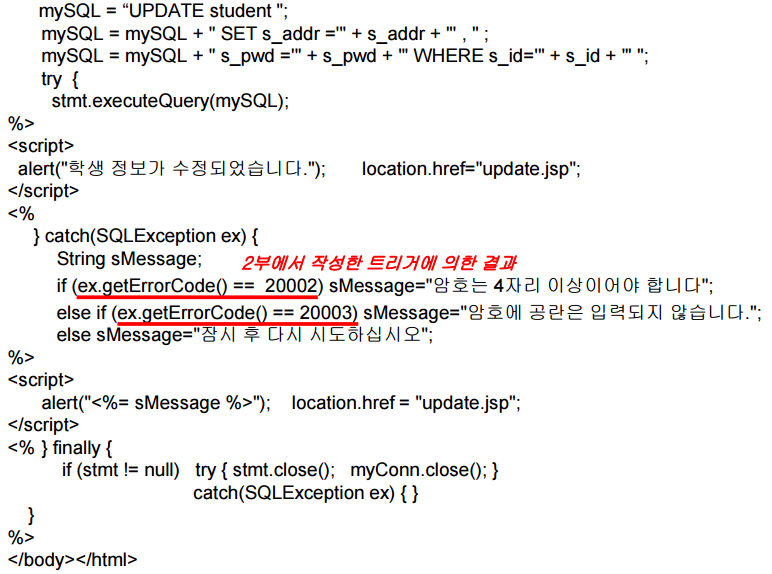 mySQL = “UPDATE student ";
mySQL = mySQL + " SET s_addr ='" + s_addr + "' , " ;
mySQL = mySQL + " s_pwd ='" + s_pwd + "' WHERE s_id='" + s_id + "' ";
try {
stmt.executeQuery(mySQL);
%>
<script>
alert("학생 정보가 수정되었습니다."); location.href="update.jsp";
</script>
<%
} catch(SQLException ex) {
String sMessage; 2부에서 작성한 트리거에 의한 결과
if (ex.getErrorCode() == 20002) sMessage="암호는 4자리 이상이어야 합니다";
else if (ex.getErrorCode() == 20003) sMessage="암호에 공란은 입력되지 않습니다.";
else sMessage="잠시 후 다시 시도하십시오";
%>
<script>
alert("<%= sMessage %>"); location.href = "update.jsp";
</script>
<% } finally {
if (stmt != null) try { stmt.close(); myConn.close(); }
catch(SQLException ex) { }
}
%>
</body></html>